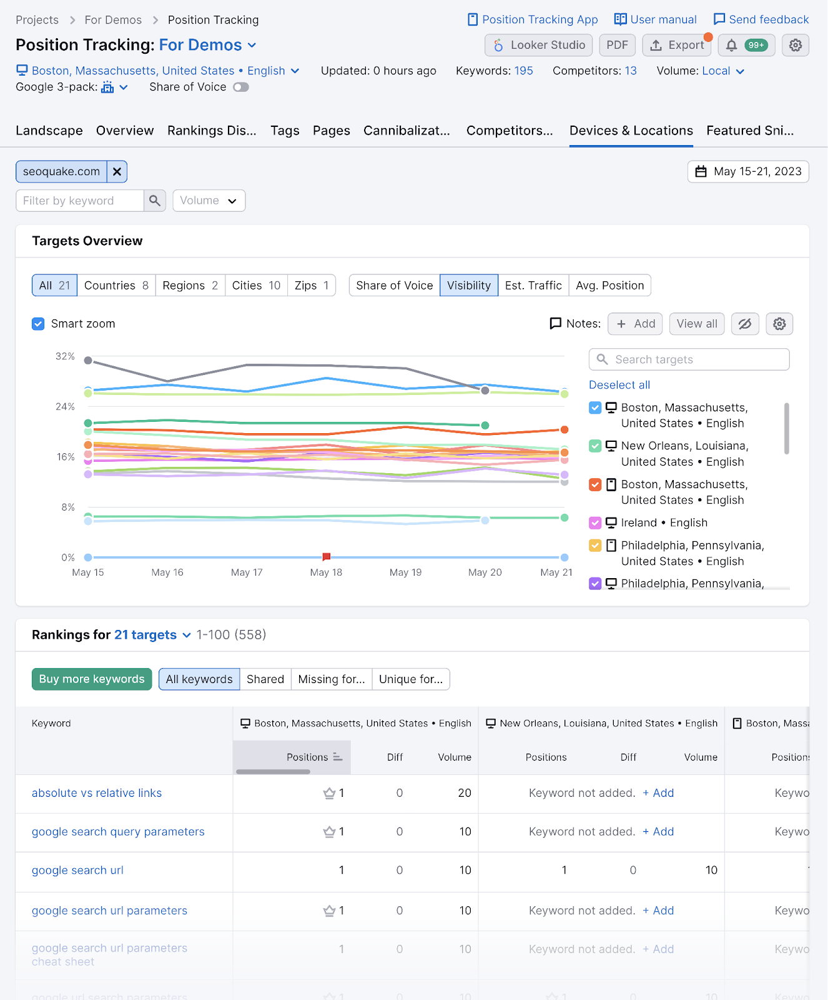 Projects > For Demos > Position Tracking
Position Tracking App User manual Send feedback
Position Tracking: For Demos
Looker Studio PDF Export 99+
Boston, Massachusetts, United States • English Updated: 0 hours ago Keywords: 195 Competitors: 13 Volume: Local
Google 3-pack: Share of Voice
Landscape Overview Rankings Dis... Tags Pages Cannibalizat... Competitors... Devices & Locations Featured Sni...
seoquake.com May 15-21, 2023
Filter by keyword Volume
Targets Overview
All 21 Countries 8 Regions 2 Cities 10 Zips 1 Share of Voice Visibility Est. Traffic Avg. Position
Smart zoom Notes: + Add View all
32%
24%
16%
8%
0%
May 15 May 16 May 17 May 18 May 19 May 20 May 21
Search targets
Deselect all
Boston, Massachusetts,
United States • English
New Orleans, Louisiana,
United States • English
Boston, Massachusetts,
United States • English
Ireland • English
Philadelphia, Pennsylvania,
United States • English
Philadelphia, Pennsylvania,
Rankings for 21 targets 1-100 (558)
Buy more keywords All keywords Shared Missing for... Unique for...
Keyword Boston, Massachusetts, United States • English New Orleans, Louisiana, United States • English Boston, Massa
Positions Diff Volume Positions Diff Volume Positions
absolute vs relative links 1 0 20 Keyword not added. + Add Keywo
google search query parameters 1 0 10 Keyword not added. + Add Keywo
google search url 1 0 10 1 0 10
google search url parameters 1 0 10 Keyword not added. + Add Keywo
google search url parameters 1 0 10 Keyword not added. + Add Keywo
cheat sheet
google url search parameters 1 0 10 1 0 10 Keywo